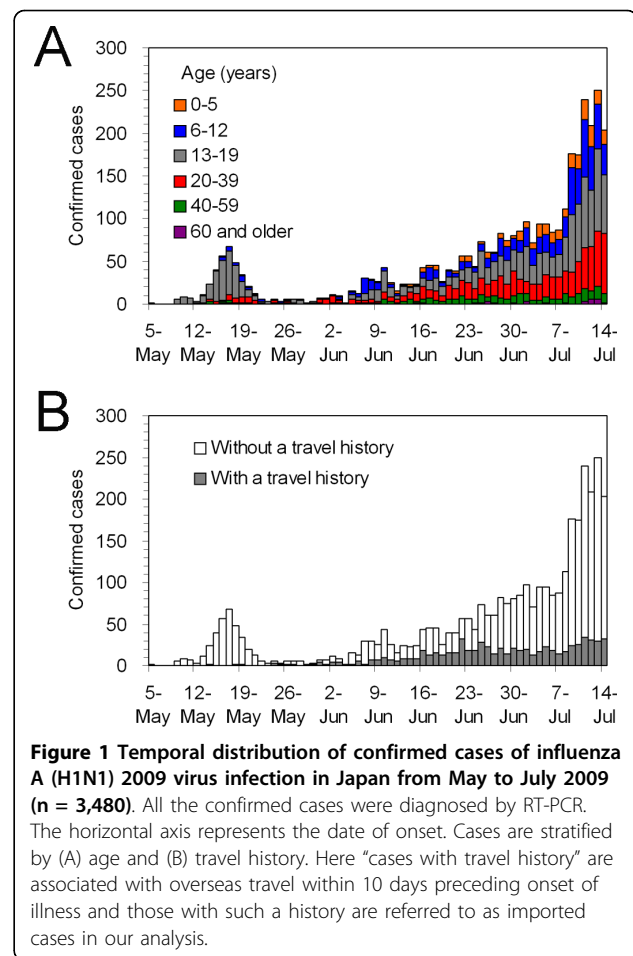 A
300
250
200
150
100
50
0
Confirmed cases
Age (years)
0-5
6-12
13-19
20-39
40-59
60 and older
5- 12- 19- 26- 2- 9- 16- 23- 30- 7- 14-
May May May May Jun Jun Jun Jun Jun Jul Jul
B
300
250
200
150
100
50
0
Confirmed cases
Without a travel history
With a travel history
5- 12- 19- 26- 2- 9- 16- 23- 30- 7- 14-
May May May May Jun Jun Jun Jun Jun Jul Jul
Figure 1 Temporal distribution of confirmed cases of influenza
A (H1N1) 2009 virus infection in Japan from May to July 2009
(n = 3,480). All the confirmed cases were diagnosed by RT-PCR.
The horizontal axis represents the date of onset. Cases are stratified
by (A) age and (B) travel history. Here “cases with travel history” are
associated with overseas travel within 10 days preceding onset of
illness and those with such a history are referred to as imported
cases in our analysis.